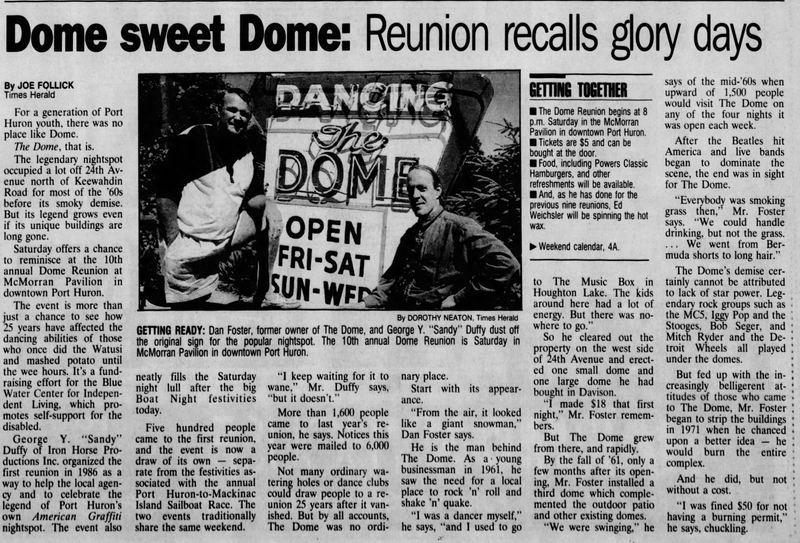 Dome sweet Dome: Reunion recalls glory days
By JOE FOLLICK
Times Herald
For a generation of Port
Huron youth, there was no
place like Dome.
The Dome, that is.
The legendary nightspot
occupied a lot off 24th Av-
enue north of Keewahdin
Road for most of the '60s
before its smoky demise.
But its legend grows even
if its unique buildings are
long gone.
Saturday offers a chance
to reminisce at the 10th
annual Dome Reunion at
McMorran Pavilion in
downtown Port Huron.
The event is more than
just a chance to see how
25 years have affected the
dancing abilities of those
who once did the Watusi
and mashed potato until
the wee hours. It's a fund-
raising effort for the Blue
Water Center for Indepen-
dent Living, which pro-
motes self-support for the
disabled.
George Y. "Sandy"
Duffy of Iron Horse Pro-
ductions Inc. organized the
first reunion in 1986 as a
way to help the local agen-
cy and to celebrate the
legend of Port Huron's
own American Graffiti
nightspot. The event also
DANCING
The
DOME
OPEN
FRI-SAT
SUN-WED
By DOROTHY NEATON, Times Herald
GETTING READY: Dan Foster, former owner of The Dome, and George Y. "Sandy" Duffy dust off
the original sign for the popular nightspot. The 10th annual Dome Reunion is Saturday in
McMorran Pavilion in downtown Port Huron.
neatly fills the Saturday
night lull after the big
Boat Night festivities
today.
Five hundred people
came to the first reunion,
and the event is now a
draw of its own — sepa-
rate from the festivities as-
sociated with the annual
Port Huron-to-Mackinac
Island Sailboat Race. The
two events traditionally
share the same weekend.
"I keep waiting for it to
wane," Mr. Duffy says,
"but it doesn't."
More than 1,600 people
came to last year's re-
union, he says. Notices this
year were mailed to 6,000
people.
Not many ordinary wa-
tering holes or dance clubs
could draw people to a re-
union 25 years after it van-
ished. But by all accounts,
The Dome was no ordi-
nary place.
Start with its appear-
ance.
"From the air, it looked
like a giant snowman,"
Dan Foster says.
He is the man behind
The Dome. As a young
businessman in 1961, he
saw the need for a local
place to rock 'n' roll and
shake 'n' quake.
"I was a dancer myself,"
he says, "and I used to go
GETTING TOGETHER
■ The Dome Reunion begins at 8
p.m. Saturday in the McMorran
Pavilion in downtown Port Huron.
■ Tickets are $5 and can be
bought at the door.
■ Food, including Powers Classic
Hamburgers, and other
refreshments will be available.
■ And, as he has done for the
previous nine reunions, Ed
Weichsler will be spinning the hot
wax.
▶ Weekend calendar, 4A.
to The Music Box in
Houghton Lake. The kids
around here had a lot of
energy. But there was no-
where to go."
So he cleared out the
property on the west side
of 24th Avenue and erect-
ed one small dome and
one large dome he had
bought in Davison.
"I made $18 that first
night," Mr. Foster remem-
bers.
But The Dome grew
from there, and rapidly.
By the fall of '61, only a
few months after its open-
ing, Mr. Foster installed a
third dome which comple-
mented the outdoor patio
and other existing domes.
"We were swinging," he
says of the mid-'60s when
upward of 1,500 people
would visit The Dome on
any of the four nights it
was open each week.
After the Beatles hit
America and live bands
began to dominate the
scene, the end was in sight
for The Dome.
"Everybody was smoking
grass then," Mr. Foster
says. "We could handle
drinking, but not the grass.
... We went from Ber-
muda shorts to long hair."
The Dome's demise cer-
tainly cannot be attributed
to lack of star power. Leg-
endary rock groups such as
the MC5, Iggy Pop and the
Stooges, Bob Seger, and
Mitch Ryder and the De-
troit Wheels all played
under the domes.
But fed up with the in-
creasingly belligerent at-
titudes of those who came
to The Dome, Mr. Foster
began to strip the buildings
in 1971 when he chanced
upon a better idea — he
would burn the entire
complex.
And he did, but not
without a cost.
"I was fined $50 for not
having a burning permit,"
he says, chuckling.